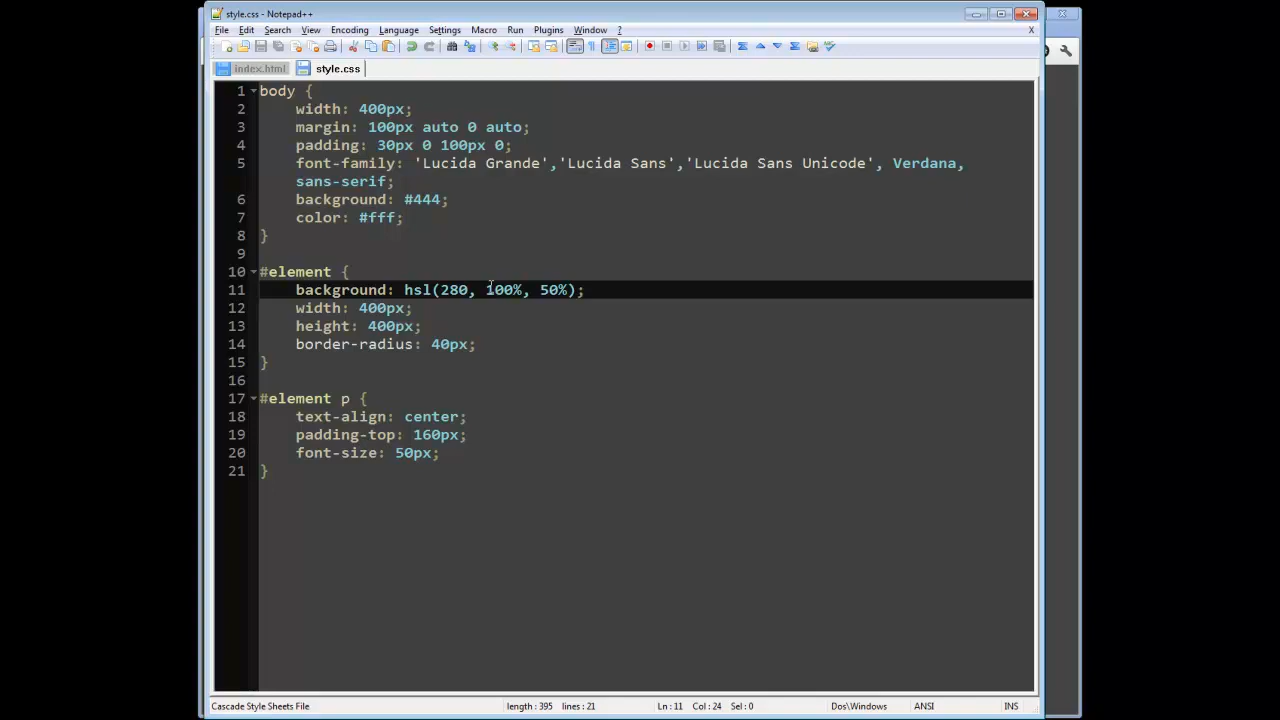 style.css - Notepad++
File Edit Search View Encoding Language Settings Macro Run Plugins Window ? X
index.html style.css
1 body {
2 width: 400px;
3 margin: 100px auto 0 auto;
4 padding: 30px 0 100px 0;
5 font-family: 'Lucida Grande','Lucida Sans','Lucida Sans Unicode', Verdana,
sans-serif;
6 background: #444;
7 color: #fff;
8 }
9
10 #element {
11 background: hsl(280, 100%, 50%);
12 width: 400px;
13 height: 400px;
14 border-radius: 40px;
15 }
16
17 #element p {
18 text-align: center;
19 padding-top: 160px;
20 font-size: 50px;
21 }
Cascade Style Sheets File length : 395 lines : 21 Ln : 11 Col : 24 Sel : 0 Dos\Windows ANSI INS